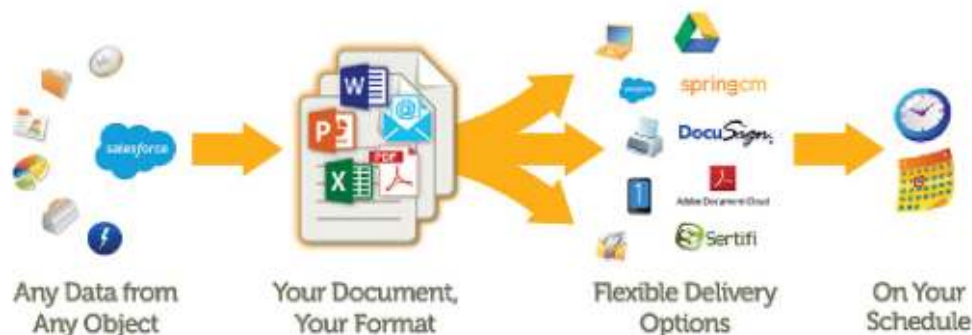 salesforce
W
@
P
PDF
X
springcm
DocuSign
1
Adobe Document Cloud
Sertifi
Any Data from
Any Object
Your Document,
Your Format
Flexible Delivery
Options
On Your
Schedule